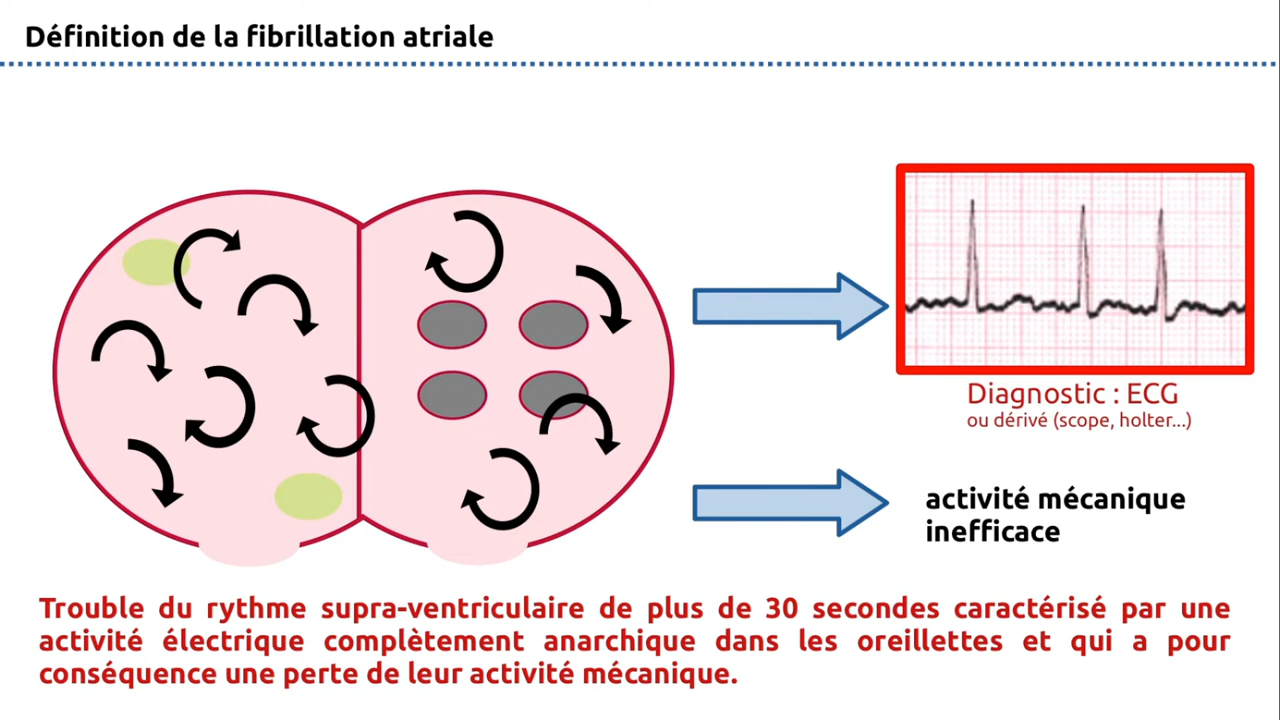 Définition de la fibrillation atriale
Diagnostic : ECG
ou dérivé (scope, holter...)
activité mécanique
inefficace
Trouble du rythme supra-ventriculaire de plus de 30 secondes caractérisé par une
activité électrique complètement anarchique dans les oreillettes et qui a pour
conséquence une perte de leur activité mécanique.